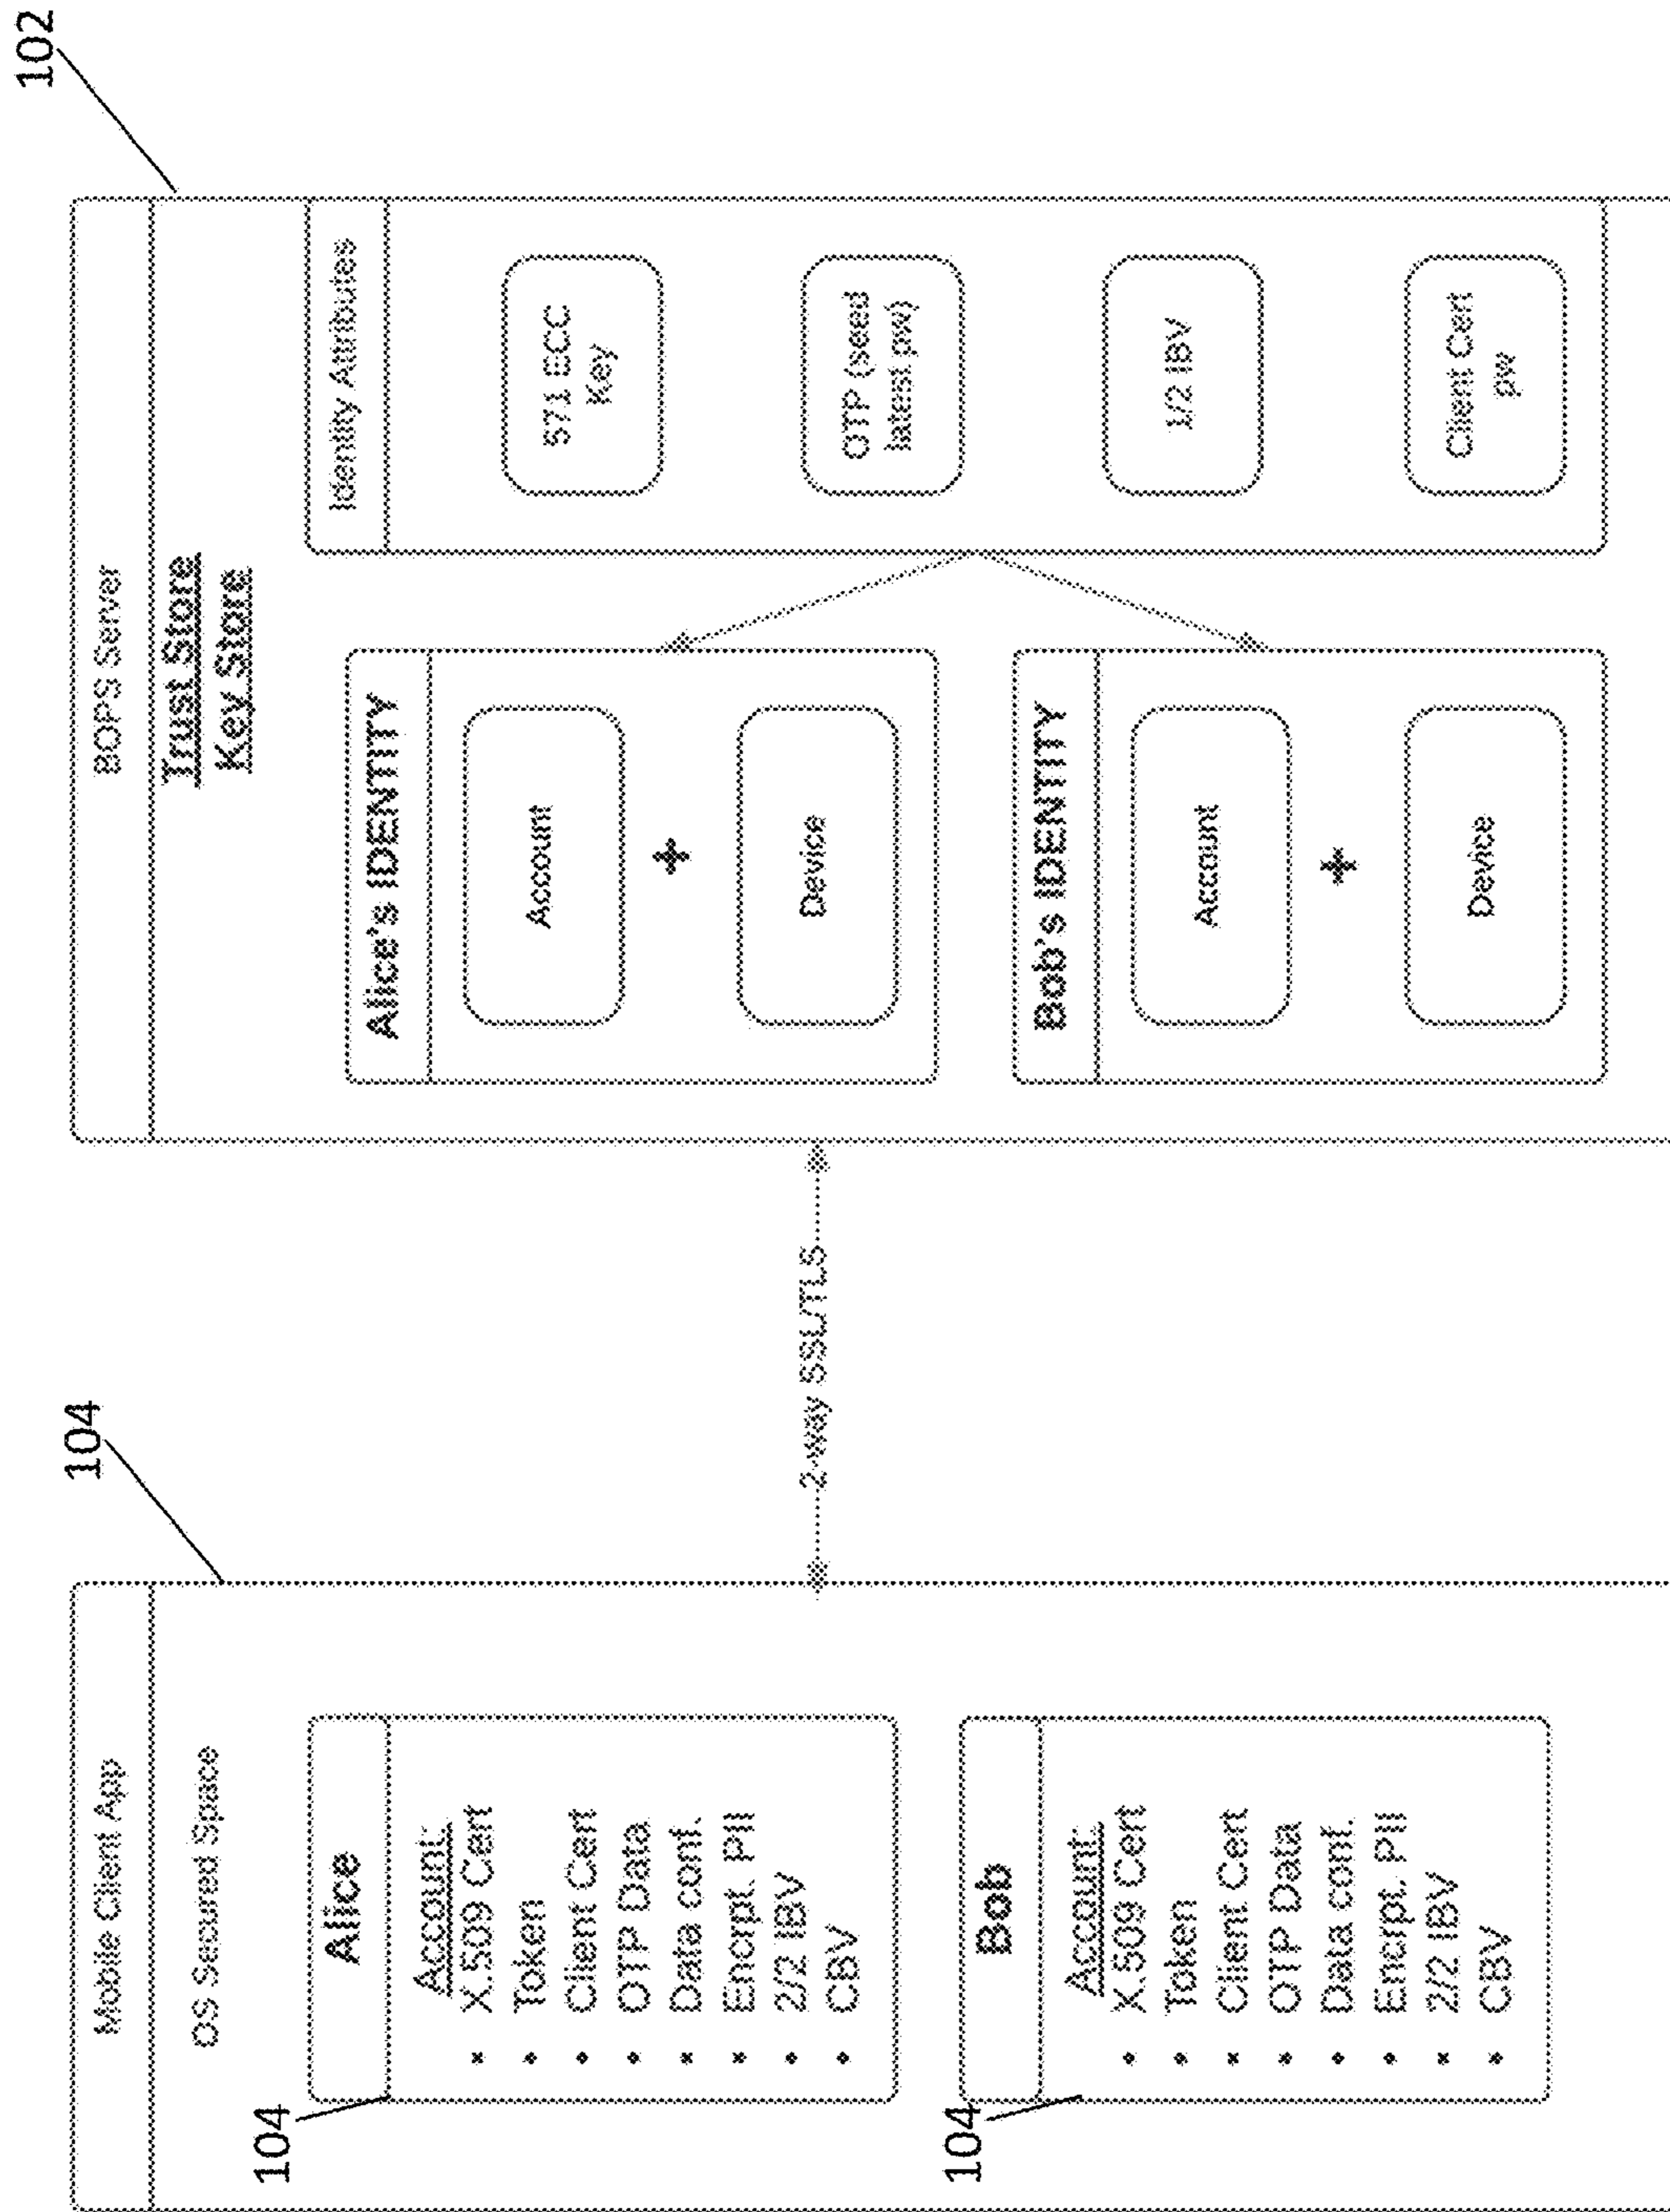 102
104
Mobile Client App
OS Secured Space
104
Alice
Account:
• X.509 Cert
• Token
• Client Cert
• OTP Data
• Data conf.
• Encrpt. PII
• 2/2 IBV
• CBV
104
Bob
Account:
• X.509 Cert
• Token
• Client Cert
• OTP Data
• Data conf.
• Encrpt. PII
• 2/2 IBV
• CBV
2-way SSL/TLS
BOPS Server
Trust Store
Key Store
Alice's IDENTITY
Account
+
Device
Bob's IDENTITY
Account
+
Device
Identity Attributes
571 ECC
Key
OTP (seed
latest pw)
1/2 IBV
Client Cert
pw